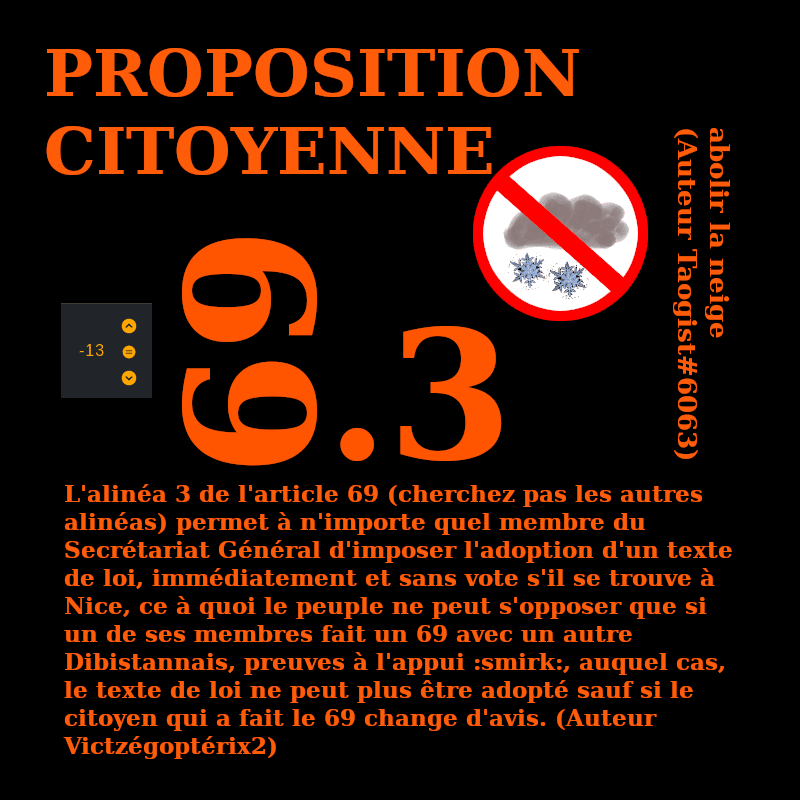 PROPOSITION
CITOYENNE
abolir la neige
(Auteur Taogist#6063)
-13
69.3
L'alinéa 3 de l'article 69 (cherchez pas les autres
alinéas) permet à n'importe quel membre du
Secrétariat Général d'imposer l'adoption d'un texte
de loi, immédiatement et sans vote s'il se trouve à
Nice, ce à quoi le peuple ne peut s'opposer que si
un de ses membres fait un 69 avec un autre
Dibistannais, preuves à l'appui :smirk:, auquel cas,
le texte de loi ne peut plus être adopté sauf si le
citoyen qui a fait le 69 change d'avis. (Auteur
Victzégoptérix2)